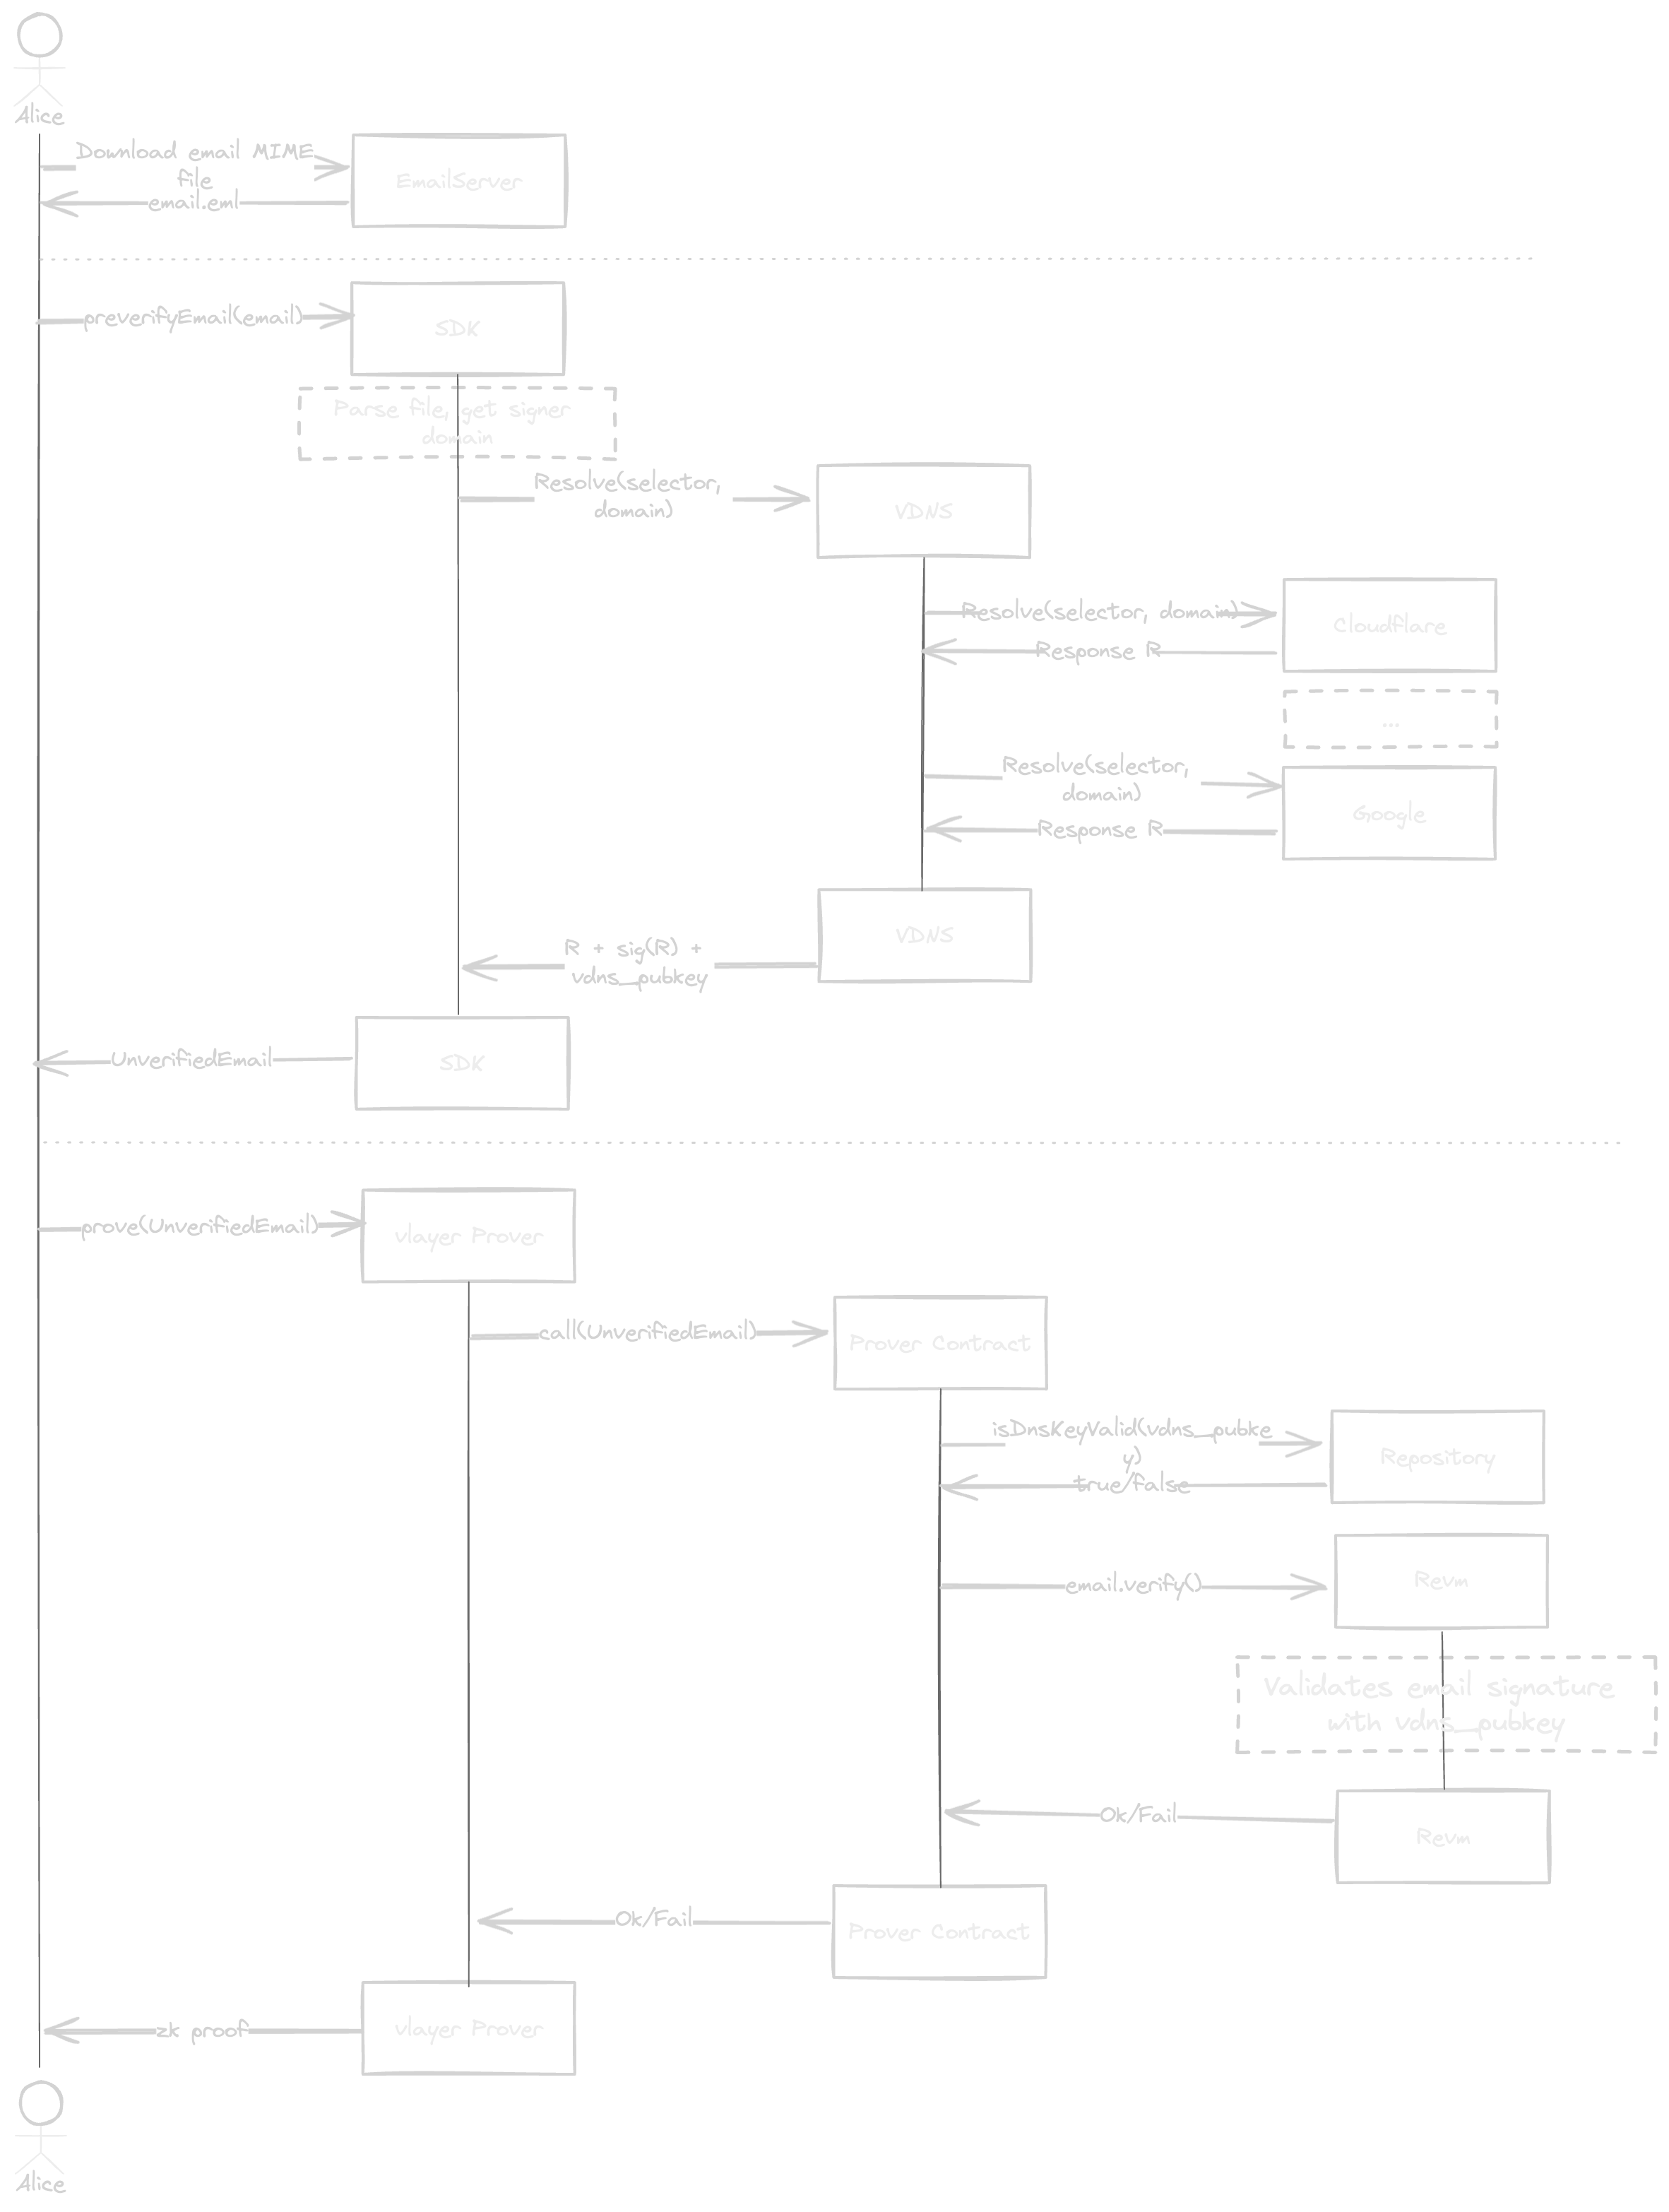 Alice
Download email MIME
file
EmailServer
email.eml
preverifyEmail(email)
SDK
Parse file, get signer
domain
Resolve(selector,
domain)
VDNS
Resolve(selector, domain)
Cloudflare
Response R
...
Resolve(selector,
domain)
Google
Response R
VDNS
R + sig(R) +
vdns_pubkey
UnverifiedEmail
SDK
prove(UnverifiedEmail)
vlayer Prover
call(UnverifiedEmail)
Prover Contract
isDnsKeyValid(vdns_pubke
y)
Repository
true/false
email.verify()
Revm
Validates email signature
with vdns_pubkey
Ok/Fail
Revm
Ok/Fail
Prover Contract
zk proof
vlayer Prover
Alice